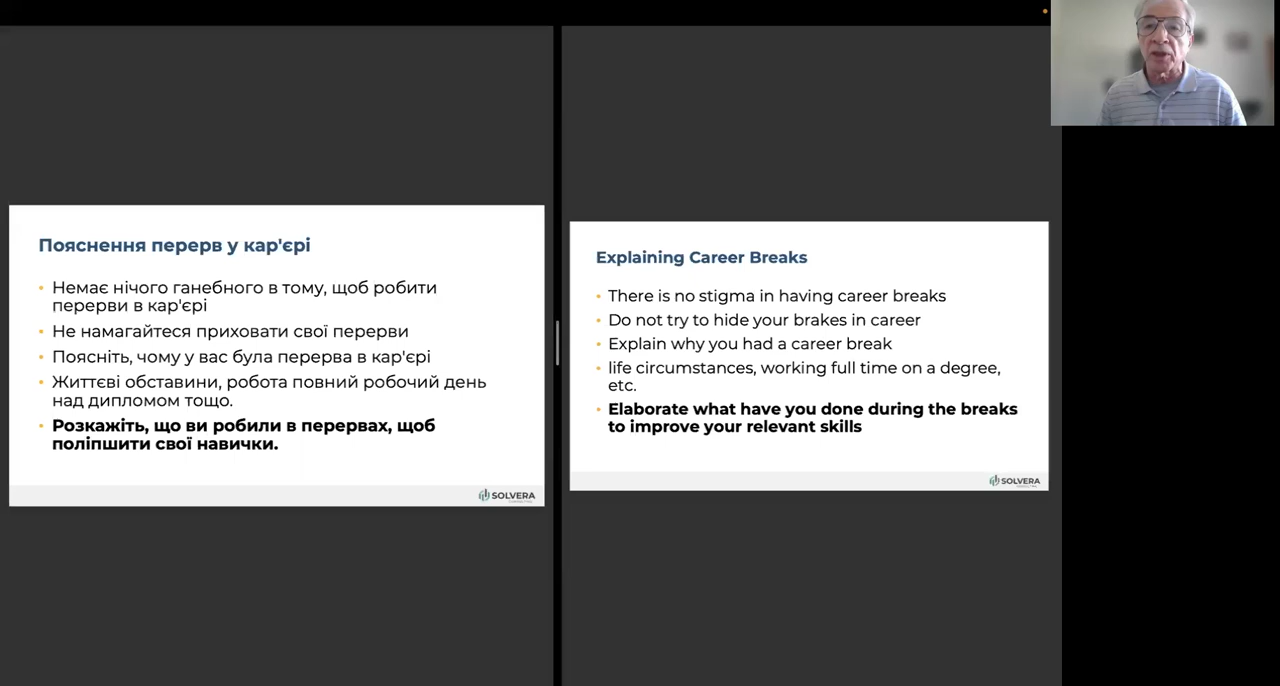 Пояснення перерв у кар'єрі
• Немає нічого ганебного в тому, щоб робити
перерви в кар'єрі
• Не намагайтеся приховати свої перерви
• Поясніть, чому у вас була перерва в кар'єрі
• Життєві обставини, робота повний робочий день
над дипломом тощо.
• Розкажіть, що ви робили в перервах, щоб
поліпшити свої навички.
SOLVERA
Explaining Career Breaks
• There is no stigma in having career breaks
• Do not try to hide your brakes in career
• Explain why you had a career break
• life circumstances, working full time on a degree,
etc.
• Elaborate what have you done during the breaks
to improve your relevant skills
SOLVERA